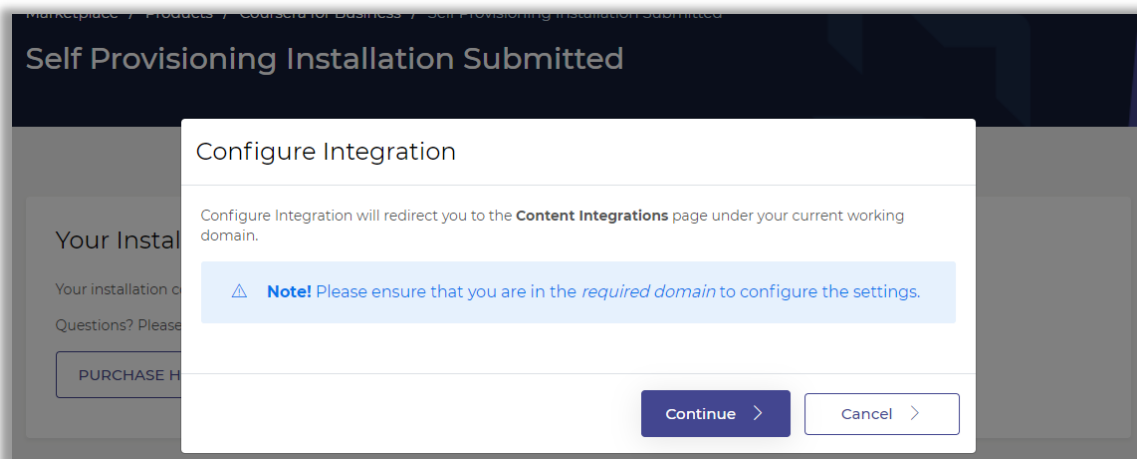 Marketplace / Products / Coursera for Business / Self Provisioning Installation Submitted
Self Provisioning Installation Submitted
Configure Integration
Configure Integration will redirect you to the Content Integrations page under your current working
domain.
Your Instal
Note! Please ensure that you are in the required domain to configure the settings.
Your installation c
Questions? Please
PURCHASE H
Continue
Cancel